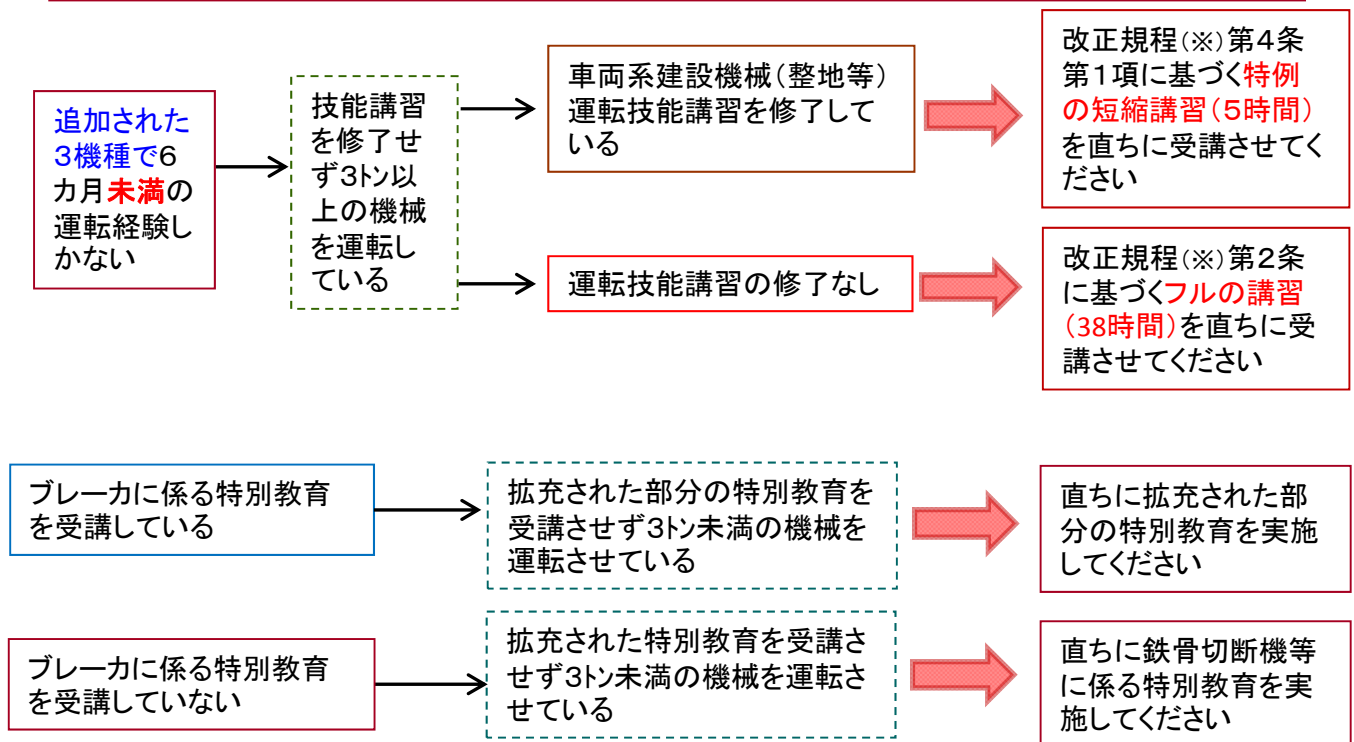 追加された
３機種で６
カ月未満の
運転経験し
かない
技能講習
を修了せ
ず３トン以
上の機械
を運転し
ている
車両系建設機械（整地等）
運転技能講習を修了して
いる
改正規程（※）第４条
第１項に基づく特例
の短縮講習（５時間）
を直ちに受講させてく
ださい
運転技能講習の修了なし
改正規程（※）第２条
に基づくフルの講習
（38時間）を直ちに受
講させてください
ブレーカに係る特別教育
を受講している
拡充された部分の特別教育を
受講させず３トン未満の機械を
運転させている
直ちに拡充された部
分の特別教育を実施
してください
ブレーカに係る特別教育
を受講していない
拡充された特別教育を受講さ
せず３トン未満の機械を運転さ
せている
直ちに鉄骨切断機等
に係る特別教育を実
施してください